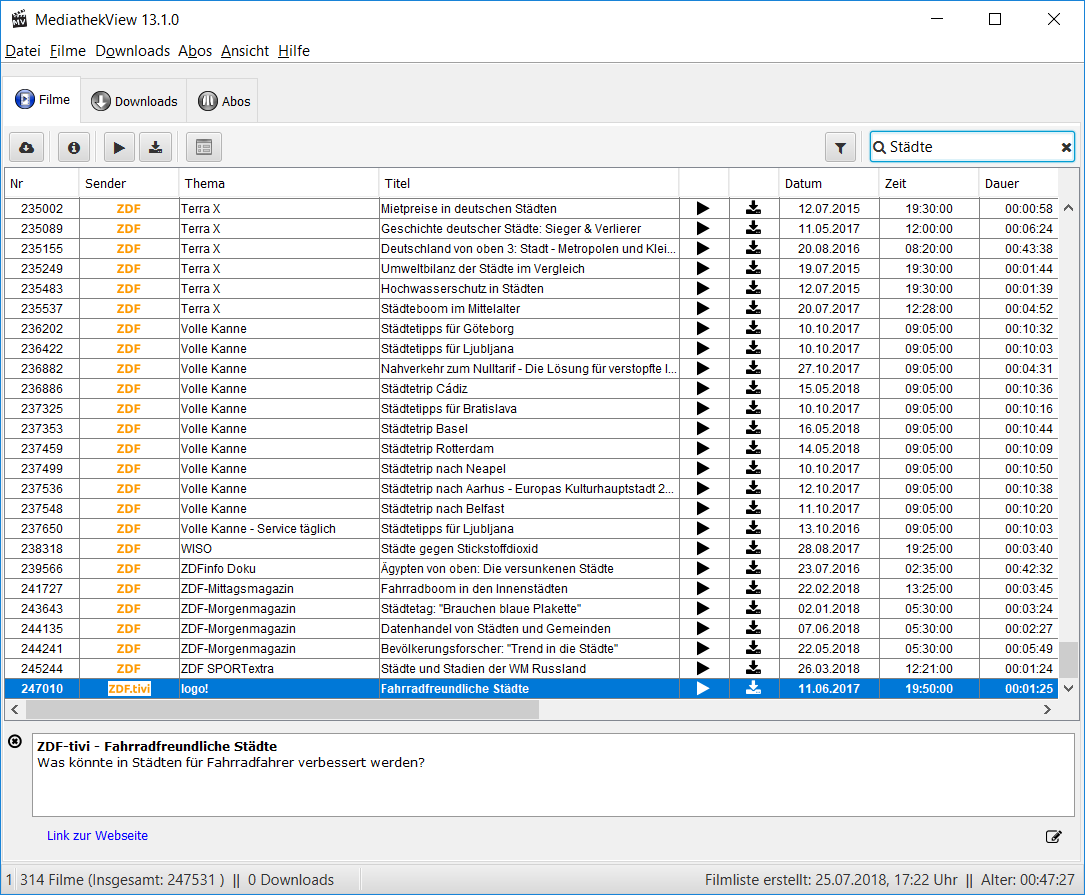 MediathekView 13.1.0
Datei Filme Downloads Abos Ansicht Hilfe
Filme Downloads Abos
Städte
Nr Sender Thema Titel Datum Zeit Dauer
235002 ZDF Terra X Mietpreise in deutschen Städten 12.07.2015 19:30:00 00:00:58
235089 ZDF Terra X Geschichte deutscher Städte: Sieger & Verlierer 11.05.2017 12:00:00 00:06:24
235155 ZDF Terra X Deutschland von oben 3: Stadt - Metropolen und Klei... 20.08.2016 08:20:00 00:43:38
235249 ZDF Terra X Umweltbilanz der Städte im Vergleich 19.07.2015 19:30:00 00:01:44
235483 ZDF Terra X Hochwasserschutz in Städten 12.07.2015 19:30:00 00:01:39
235537 ZDF Terra X Städteboom im Mittelalter 20.07.2017 12:28:00 00:04:52
236202 ZDF Volle Kanne Städtetipps für Göteborg 10.10.2017 09:05:00 00:10:32
236422 ZDF Volle Kanne Städtetipps für Ljubljana 10.10.2017 09:05:00 00:10:03
236882 ZDF Volle Kanne Nahverkehr zum Nulltarif - Die Lösung für verstopfte I... 27.10.2017 09:05:00 00:04:31
236886 ZDF Volle Kanne Städtetrip Cádiz 15.05.2018 09:05:00 00:10:36
237325 ZDF Volle Kanne Städtetipps für Bratislava 10.10.2017 09:05:00 00:10:16
237353 ZDF Volle Kanne Städtetrip Basel 16.05.2018 09:05:00 00:10:44
237459 ZDF Volle Kanne Städtetrip Rotterdam 14.05.2018 09:05:00 00:10:09
237499 ZDF Volle Kanne Städtetrip nach Neapel 10.10.2017 09:05:00 00:10:50
237536 ZDF Volle Kanne Städtetrip nach Aarhus - Europas Kulturhauptstadt 2... 12.10.2017 09:05:00 00:10:38
237548 ZDF Volle Kanne Städtetrip nach Belfast 11.10.2017 09:05:00 00:10:20
237650 ZDF Volle Kanne - Service täglich Städtetipps für Ljubljana 13.10.2016 09:05:00 00:10:03
238318 ZDF WISO Städte gegen Stickstoffdioxid 28.08.2017 19:25:00 00:03:40
239566 ZDF ZDFinfo Doku Ägypten von oben: Die versunkenen Städte 23.07.2016 02:35:00 00:42:32
241727 ZDF ZDF-Mittagsmagazin Fahrradboom in den Innenstädten 22.02.2018 13:25:00 00:03:45
243643 ZDF ZDF-Morgenmagazin Städtetag: "Brauchen blaue Plakette" 02.01.2018 05:30:00 00:03:24
244135 ZDF ZDF-Morgenmagazin Datenhandel von Städten und Gemeinden 07.06.2018 05:30:00 00:02:27
244241 ZDF ZDF-Morgenmagazin Bevölkerungsforscher: "Trend in die Städte" 22.05.2018 05:30:00 00:05:49
245244 ZDF ZDF SPORTextra Städte und Stadien der WM Russland 26.03.2018 12:21:00 00:01:24
247010 ZDF.tivi logo! Fahrradfreundliche Städte 11.06.2017 19:50:00 00:01:25
ZDF-tivi - Fahrradfreundliche Städte
Was könnte in Städten für Fahrradfahrer verbessert werden?
Link zur Webseite
1 314 Filme (Insgesamt: 247531 ) || 0 Downloads Filmliste erstellt: 25.07.2018, 17:22 Uhr || Alter: 00:47:27